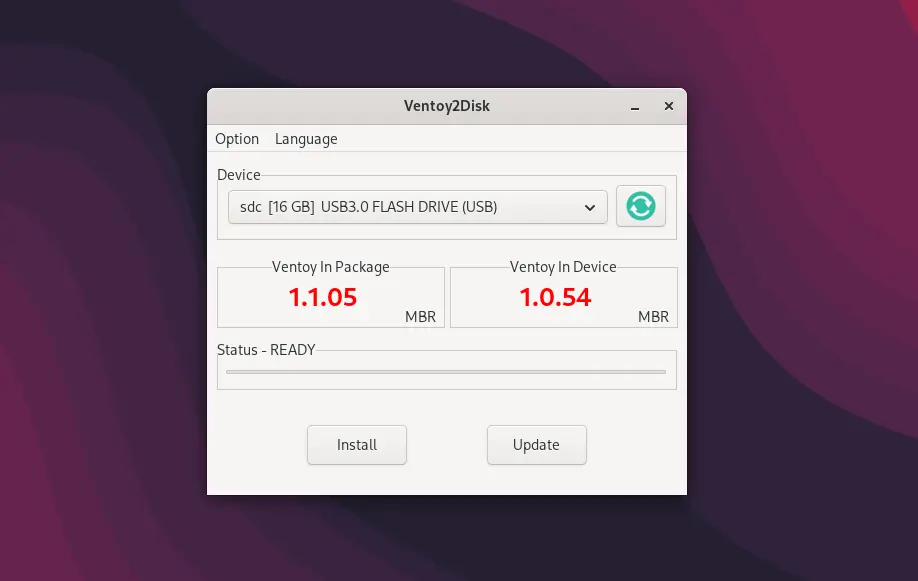 Ventoy2Disk
Option Language
Device
sdc [16 GB] USB3.0 FLASH DRIVE (USB)
Ventoy In Package
1.1.05
MBR
Ventoy In Device
1.0.54
MBR
Status - READY
Install
Update